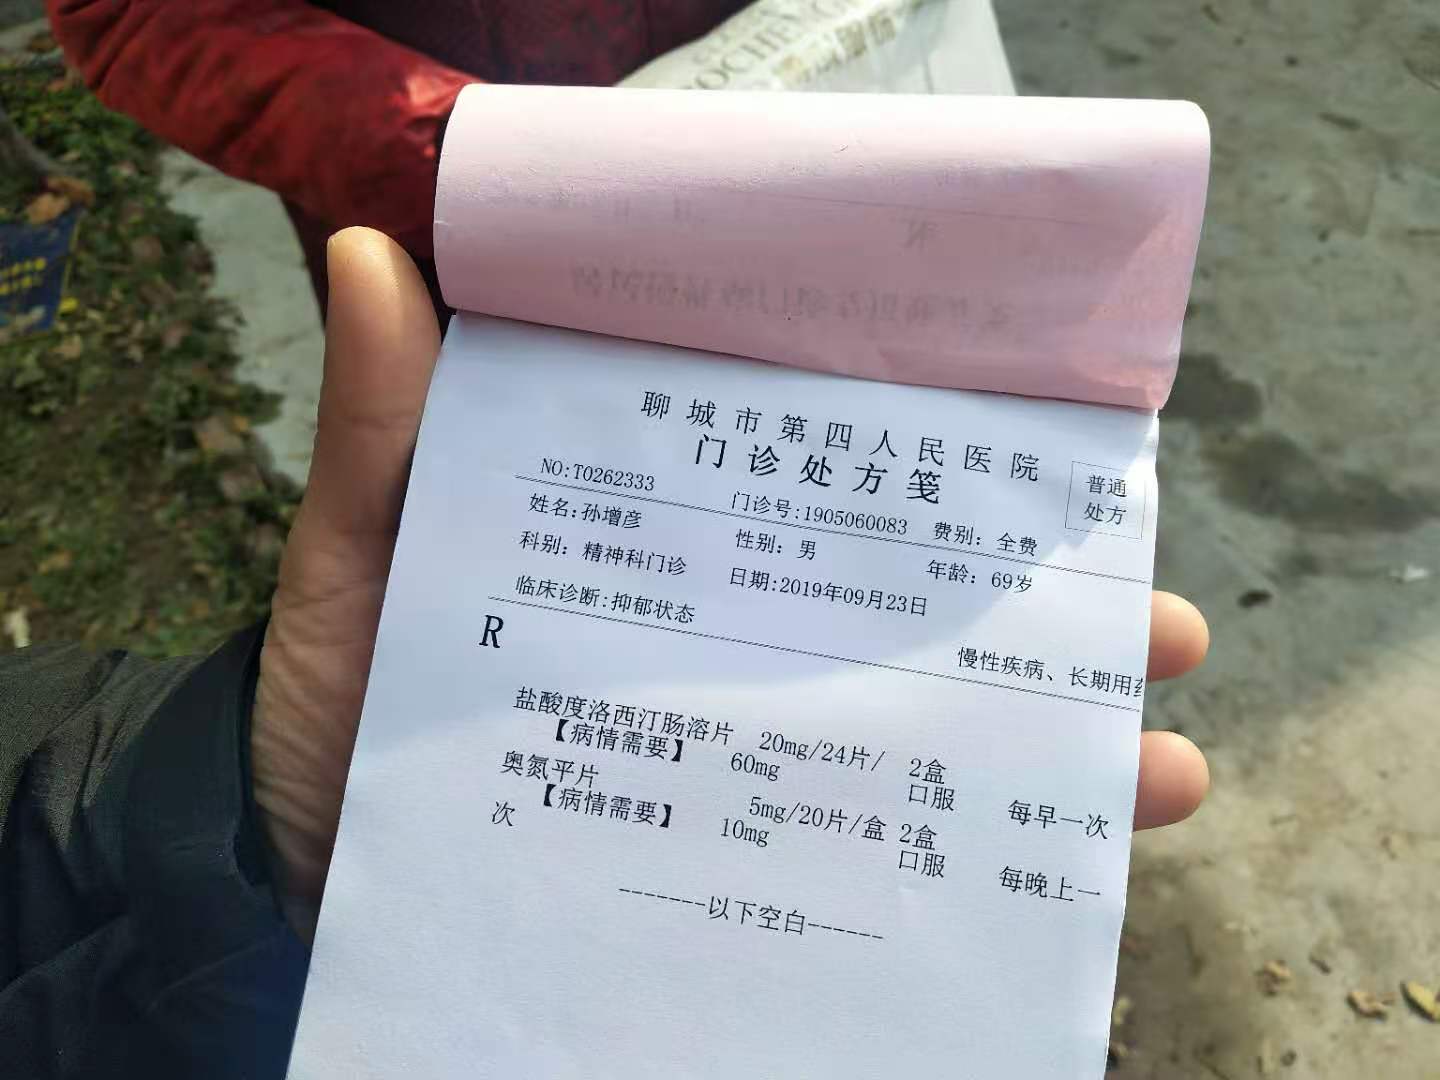 聊城市第四人民医院
门诊处方笺
普通
处方
NO:T0262333 门诊号:1905060083 费别: 全费
姓名:孙增彦 性别: 男 年龄: 69岁
科别: 精神科门诊 日期:2019年09月23日
临床诊断:抑郁状态
慢性疾病、长期用药
R
盐酸度洛西汀肠溶片 20mg/24片/ 2盒
【病情需要】 60mg 口服 每早一次
奥氮平片 5mg/20片/盒 2盒
【病情需要】 10mg 口服 每晚上一
次
-------以下空白------